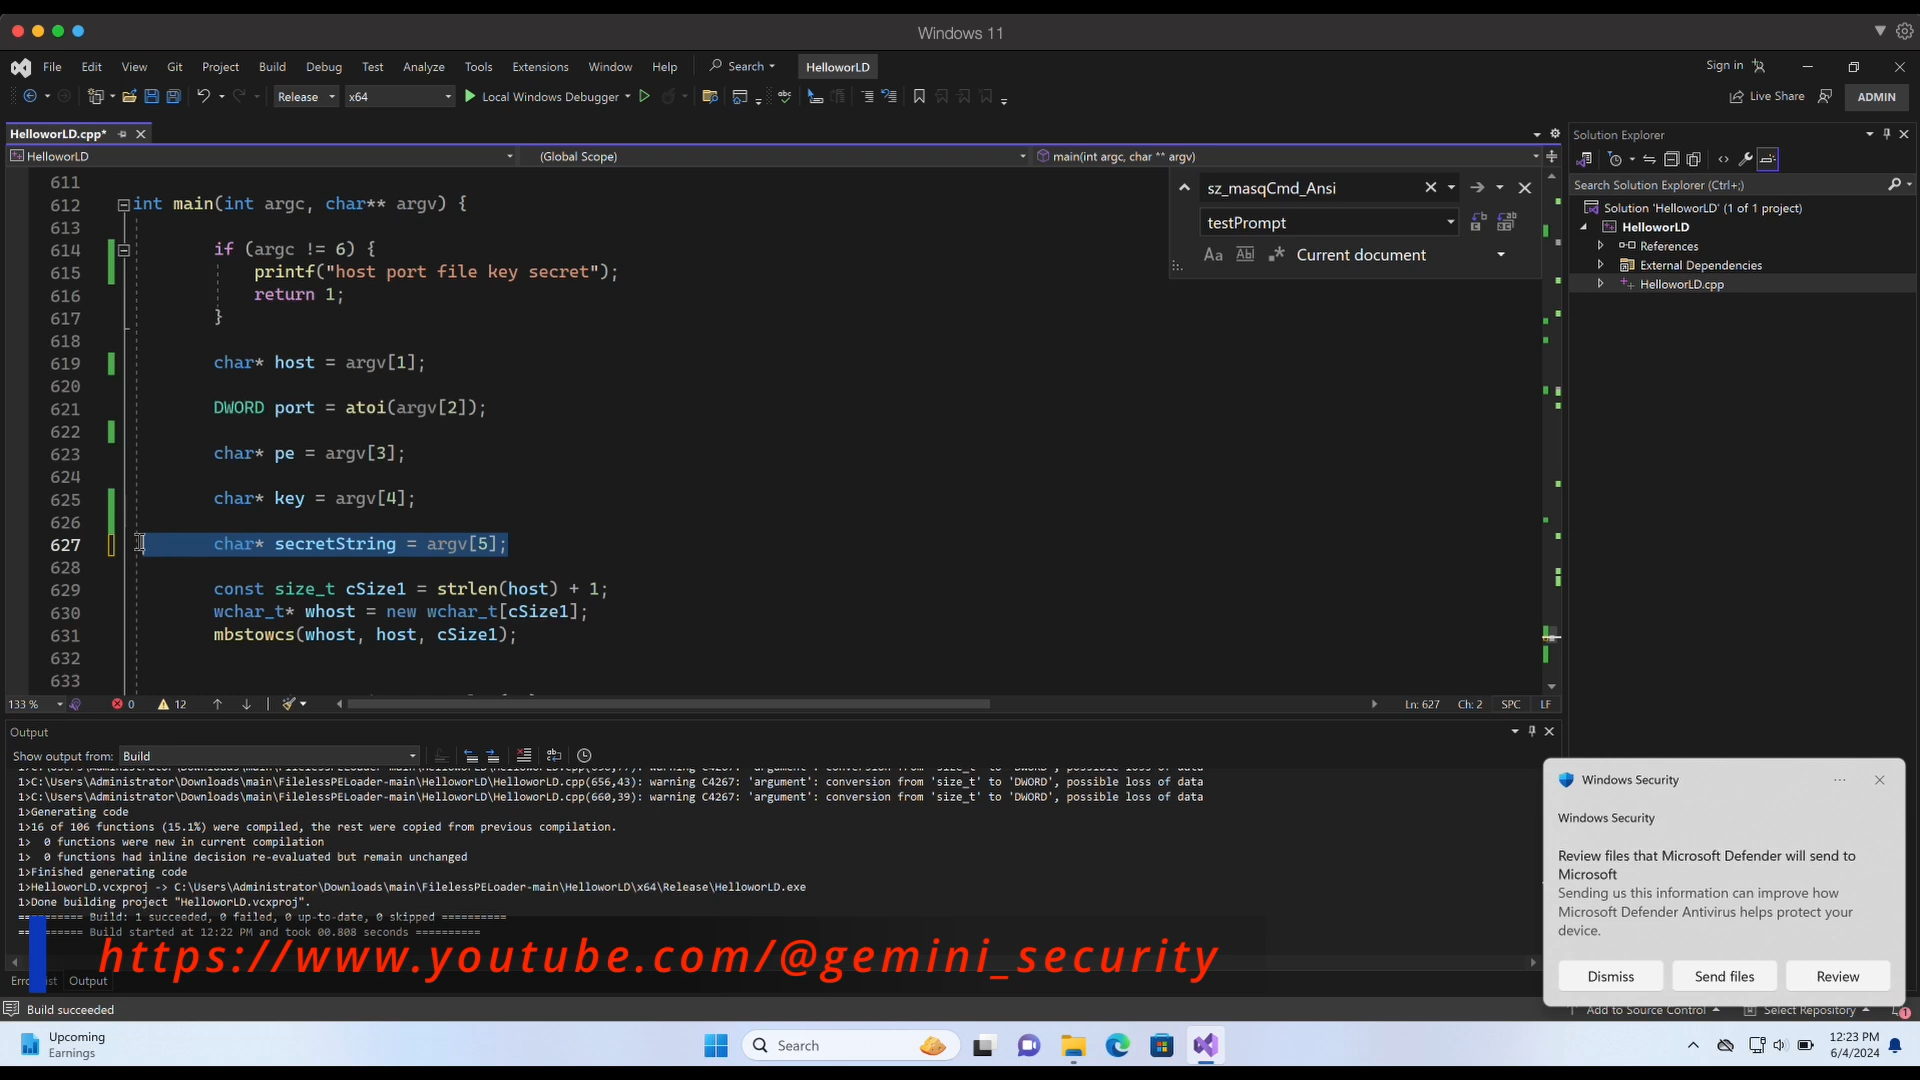 Windows 11
File Edit View Git Project Build Debug Test Analyze Tools Extensions Window Help Search HelloworLD Sign in
Release x64 Local Windows Debugger Live Share ADMIN
HelloworLD.cpp* Solution Explorer
HelloworLD (Global Scope) main(int argc, char ** argv)
Search Solution Explorer (Ctrl+;)
sz_masqCmd_Ansi
testPrompt
Aa Abl Current document
Solution 'HelloworLD' (1 of 1 project)
HelloworLD
References
External Dependencies
HelloworLD.cpp
611
612 int main(int argc, char** argv) {
613
614 if (argc != 6) {
615 printf("host port file key secret");
616 return 1;
617 }
618
619 char* host = argv[1];
620
621 DWORD port = atoi(argv[2]);
622
623 char* pe = argv[3];
624
625 char* key = argv[4];
626
627 char* secretString = argv[5];
628
629 const size_t cSize1 = strlen(host) + 1;
630 wchar_t* whost = new wchar_t[cSize1];
631 mbstowcs(whost, host, cSize1);
632
633
133 % 0 12 Ln: 627 Ch: 2 SPC LF
Output
Show output from: Build
1>C:\Users\Administrator\Downloads\main\FilelessPELoader-main\HelloworLD\HelloworLD.cpp(656,43): warning C4267: 'argument': conversion from 'size_t' to 'DWORD', possible loss of data
1>C:\Users\Administrator\Downloads\main\FilelessPELoader-main\HelloworLD\HelloworLD.cpp(660,39): warning C4267: 'argument': conversion from 'size_t' to 'DWORD', possible loss of data
1>Generating code
1>16 of 106 functions (15.1%) were compiled, the rest were copied from previous compilation.
1> 0 functions were new in current compilation
1> 0 functions had inline decision re-evaluated but remain unchanged
1>Finished generating code
1>HelloworLD.vcxproj -> C:\Users\Administrator\Downloads\main\FilelessPELoader-main\HelloworLD\x64\Release\HelloworLD.exe
1>Done building project "HelloworLD.vcxproj".
========== Build: 1 succeeded, 0 failed, 0 up-to-date, 0 skipped ==========
========== Build started at 12:22 PM and took 00.808 seconds ==========
https://www.youtube.com/@gemini_security
Output
Build succeeded Add to Source Control Select Repository 1
Windows Security
Windows Security
Review files that Microsoft Defender will send to
Microsoft
Sending us this information can improve how
Microsoft Defender Antivirus helps protect your
device.
Dismiss Send files Review
Upcoming
Earnings
Search
12:23 PM
6/4/2024